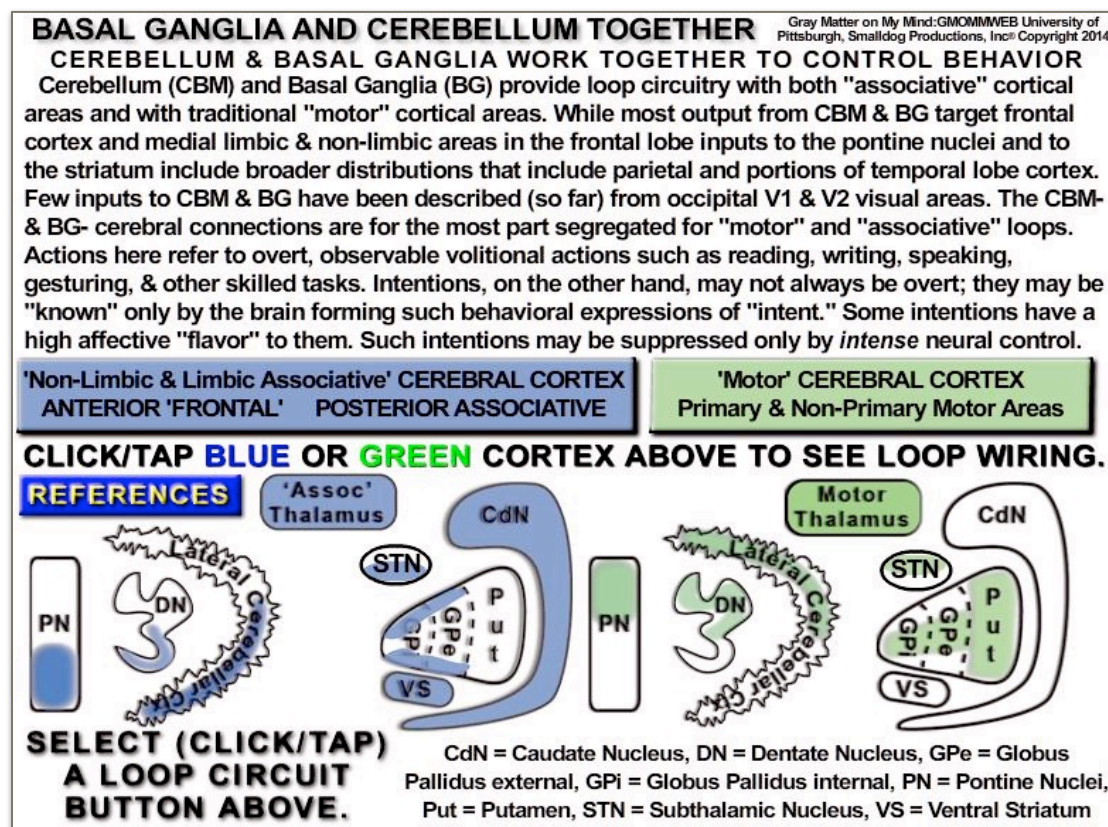 BASAL GANGLIA AND CEREBELLUM TOGETHER
Gray Matter on My Mind:GMOMMWEB University of
Pittsburgh, Smalldog Productions, Inc® Copyright 2014
CEREBELLUM & BASAL GANGLIA WORK TOGETHER TO CONTROL BEHAVIOR
Cerebellum (CBM) and Basal Ganglia (BG) provide loop circuitry with both "associative" cortical
areas and with traditional "motor" cortical areas. While most output from CBM & BG target frontal
cortex and medial limbic & non-limbic areas in the frontal lobe inputs to the pontine nuclei and to
the striatum include broader distributions that include parietal and portions of temporal lobe cortex.
Few inputs to CBM & BG have been described (so far) from occipital V1 & V2 visual areas. The CBM-
& BG- cerebral connections are for the most part segregated for "motor" and "associative" loops.
Actions here refer to overt, observable volitional actions such as reading, writing, speaking,
gesturing, & other skilled tasks. Intentions, on the other hand, may not always be overt; they may be
"known" only by the brain forming such behavioral expressions of "intent." Some intentions have a
high affective "flavor" to them. Such intentions may be suppressed only by intense neural control.
'Non-Limbic & Limbic Associative' CEREBRAL CORTEX
ANTERIOR 'FRONTAL' POSTERIOR ASSOCIATIVE
'Motor' CEREBRAL CORTEX
Primary & Non-Primary Motor Areas
CLICK/TAP BLUE OR GREEN CORTEX ABOVE TO SEE LOOP WIRING.
REFERENCES
'Assoc'
Thalamus
CdN
STN
Lateral Cerebellar Ctx
DN
PN
GPi
GPe
Put
VS
Motor
Thalamus
CdN
STN
Lateral Cerebellar Ctx
DN
PN
GPi
GPe
Put
VS
SELECT (CLICK/TAP)
A LOOP CIRCUIT
BUTTON ABOVE.
CdN = Caudate Nucleus, DN = Dentate Nucleus, GPe = Globus
Pallidus external, GPi = Globus Pallidus internal, PN = Pontine Nuclei,
Put = Putamen, STN = Subthalamic Nucleus, VS = Ventral Striatum